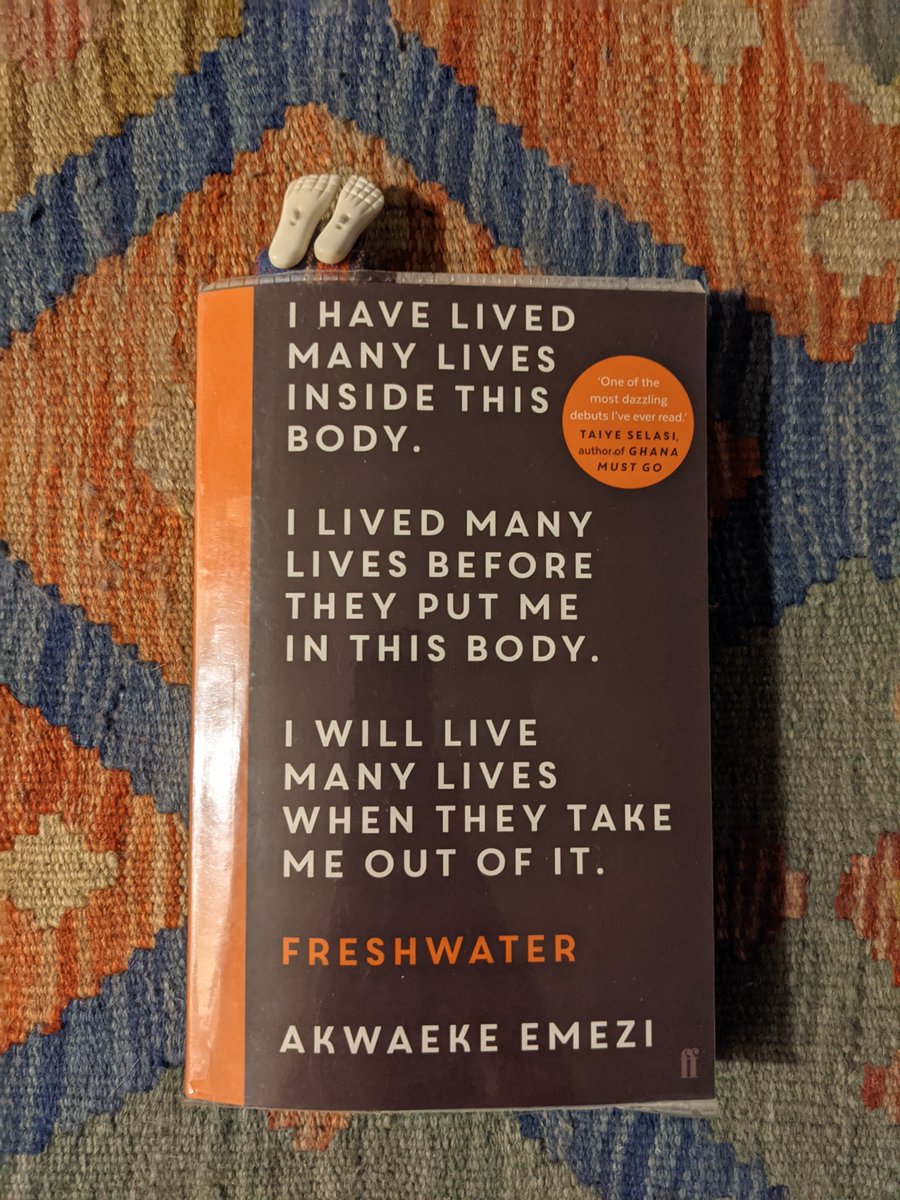 I HAVE LIVED
MANY LIVES
INSIDE THIS
BODY.
'One of the
most dazzling
debuts I've ever read.'
TAIYE SELASI,
author of GHANA
MUST GO
I LIVED MANY
LIVES BEFORE
THEY PUT ME
IN THIS BODY.
I WILL LIVE
MANY LIVES
WHEN THEY TAKE
ME OUT OF IT.
FRESHWATER
AKWAEKE EMEZI
ff